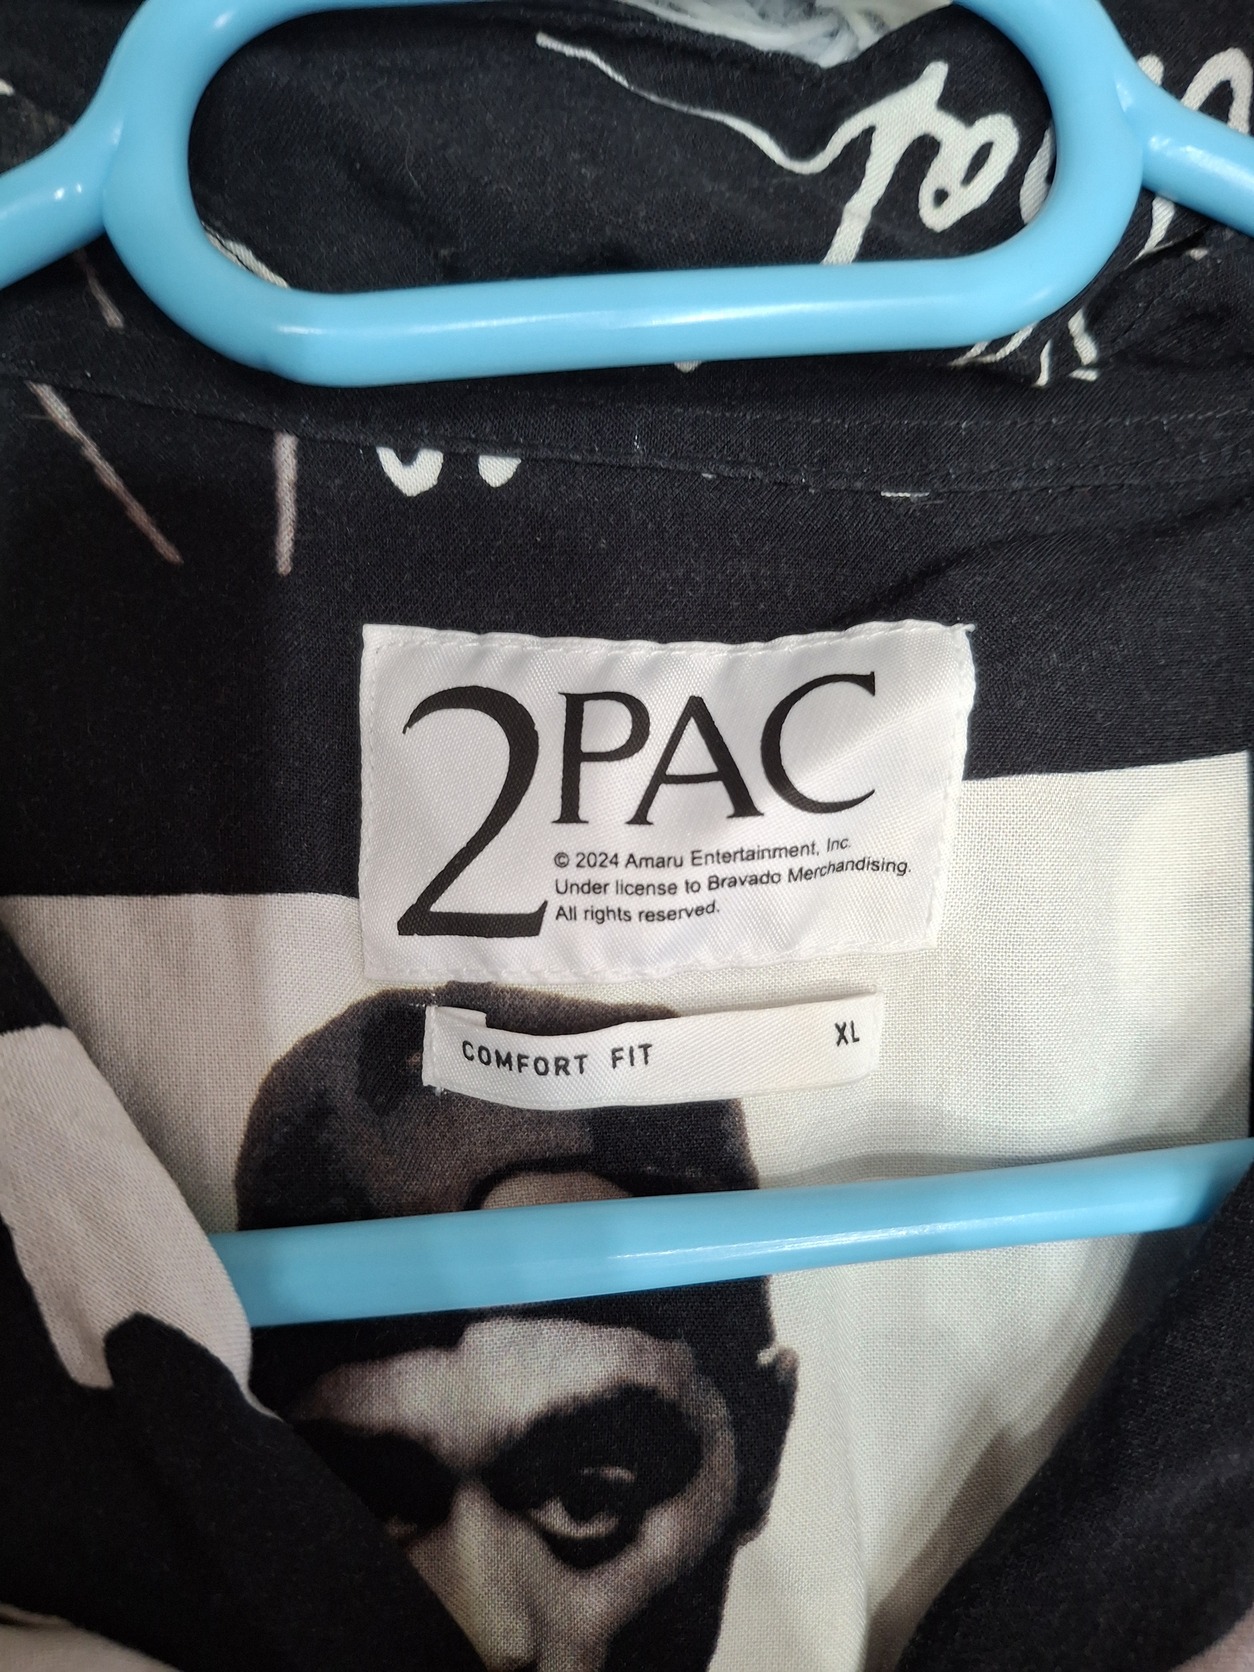 2PAC
© 2024 Amaru Entertainment, Inc.
Under license to Bravado Merchandising.
All rights reserved.
COMFORT FIT XL